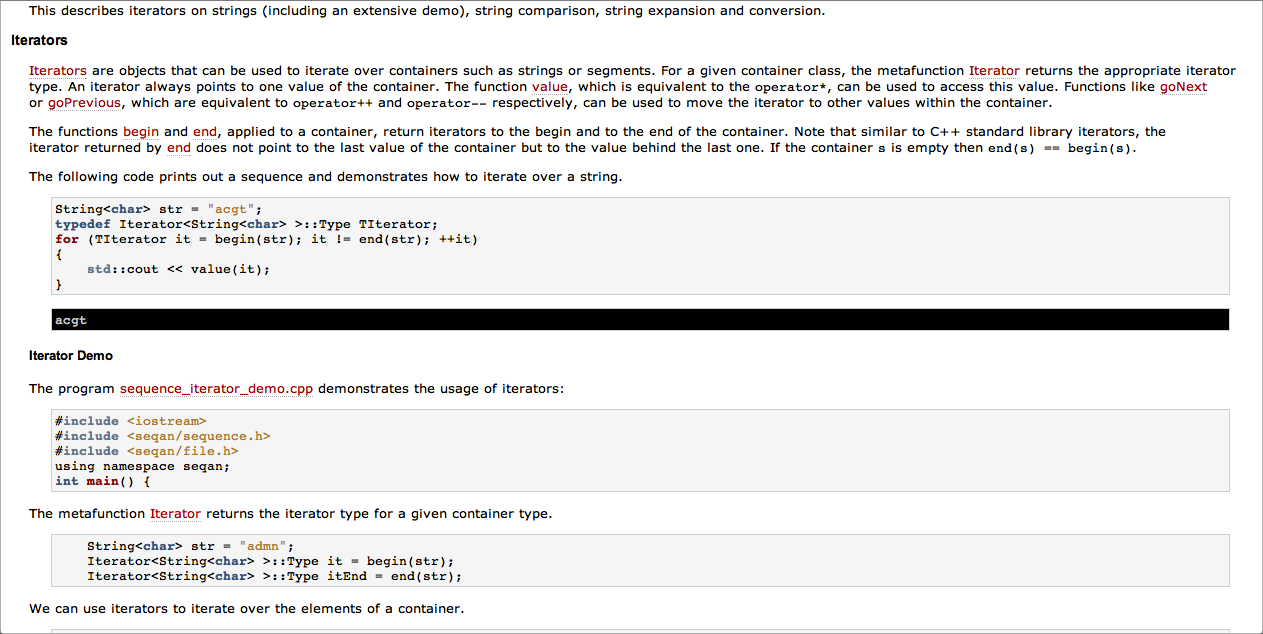 This describes iterators on strings (including an extensive demo), string comparison, string expansion and conversion.
Iterators
Iterators are objects that can be used to iterate over containers such as strings or segments. For a given container class, the metafunction Iterator returns the appropriate iterator
type. An iterator always points to one value of the container. The function value, which is equivalent to the operator*, can be used to access this value. Functions like goNext
or goPrevious, which are equivalent to operator++ and operator-- respectively, can be used to move the iterator to other values within the container.
The functions begin and end, applied to a container, return iterators to the begin and to the end of the container. Note that similar to C++ standard library iterators, the
iterator returned by end does not point to the last value of the container but to the value behind the last one. If the container s is empty then end(s) == begin(s).
The following code prints out a sequence and demonstrates how to iterate over a string.
String<char> str = "acgt";
typedef Iterator<String<char> >::Type TIterator;
for (TIterator it = begin(str); it != end(str); ++it)
{
    std::cout << value(it);
}
acgt
Iterator Demo
The program sequence_iterator_demo.cpp demonstrates the usage of iterators:
#include <iostream>
#include <seqan/sequence.h>
#include <seqan/file.h>
using namespace seqan;
int main() {
The metafunction Iterator returns the iterator type for a given container type.
    String<char> str = "admn";
    Iterator<String<char> >::Type it = begin(str);
    Iterator<String<char> >::Type itEnd = end(str);
We can use iterators to iterate over the elements of a container.